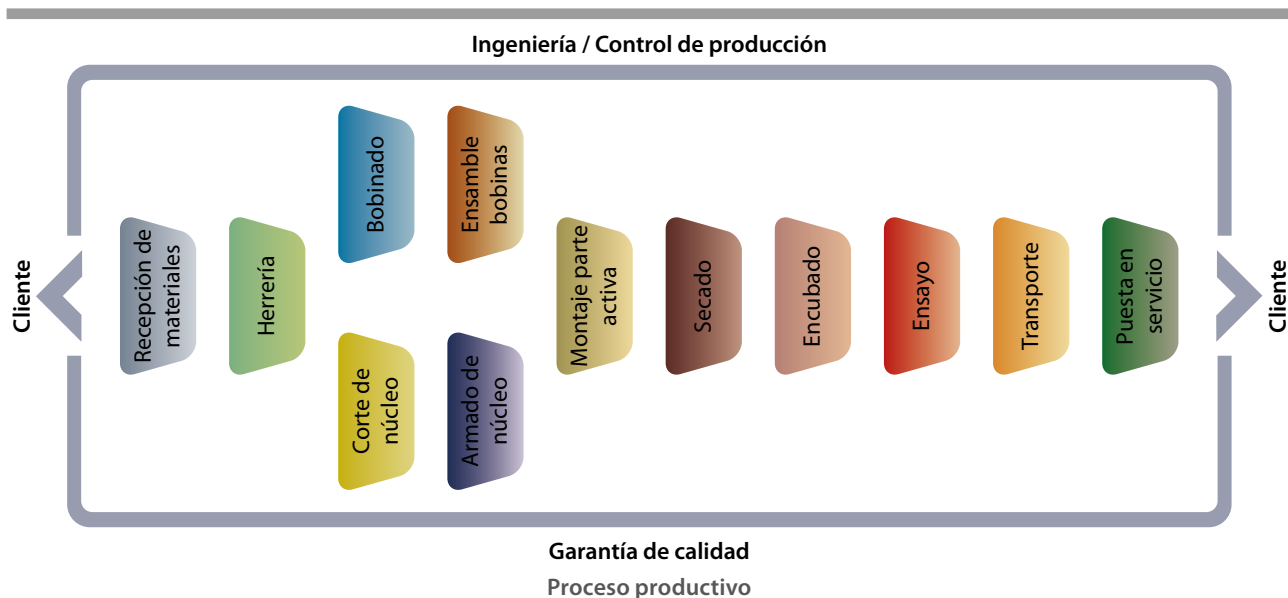 Ingeniería / Control de producción
Cliente
Recepción de
materiales
Herrería
Bobinado
Ensamble
bobinas
Corte de
núcleo
Armado de
núcleo
Montaje parte
activa
Secado
Encubado
Ensayo
Transporte
Puesta en
servicio
Cliente
Garantía de calidad
Proceso productivo